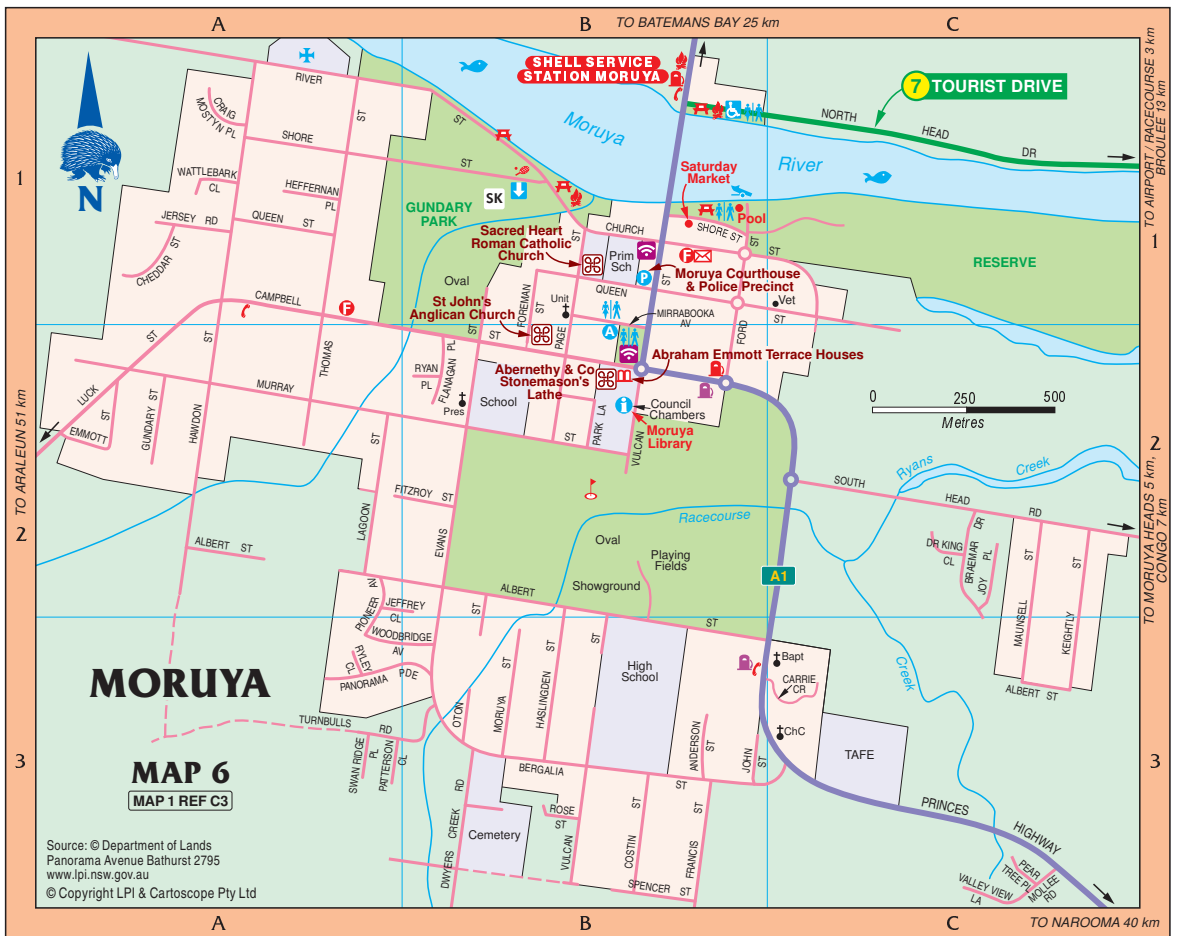 A
B
TO BATEMANS BAY 25 km
C
SHELL SERVICE
STATION MORUYA
7 TOURIST DRIVE
NORTH
HEAD
DR
TO AIRPORT / RACECOURSE 3 km
BROULEE 13 km
RIVER
ST
ST
CRAIG
MOSTYN PL
SHORE
ST
Moruya
River
N
1
1
WATTLEBARK
CL
HEFFERNAN
PL
JERSEY RD
QUEEN
ST
CHEDDAR ST
GUNDARY
PARK
SK
Saturday
Market
Pool
SHORE ST
ST
CHURCH
ST
ST
Sacred Heart
Roman Catholic
Church
Prim
Sch
P
F
ST
Moruya Courthouse
& Police Precinct
RESERVE
Oval
QUEEN
ST
Vet
CAMPBELL
F
ST
St John's
Anglican Church
FOREMAN
ST
Unit
PAGE
ST
MIRRABOOKA
AV
FORD
A
ST
ST
ST
THOMAS
RYAN
PL
FLANAGAN PL
Abraham Emmott Terrace Houses
Abernethy & Co
Stonemason's
Lathe
m
School
Pres
i
Council
Chambers
Moruya
Library
PARK LA
VULCAN
ST
0
250
500
Metres
LUCK
MURRAY
EMMOTT
ST
GUNDARY ST
HAWDON
ST
TO ARALEUN 51 km
2
2
TO MORUYA HEADS 5 km,
CONGO 7 km
FITZROY ST
LAGOON
EVANS
Racecourse
Oval
Playing
Fields
Showground
Ryans
Creek
SOUTH
HEAD
RD
DR KING
CL
BRAEMAR DR
JOY PL
ST
ST
MAUNSELL
KEIGHTLY
ALBERT ST
ALBERT ST
A1
ALBERT
ST
ST
ST
PIONEER AV
JEFFREY
CL
WOODBRIDGE
AV
RYLEY
CL
PANORAMA PDE
MORUYA
TURNBULLS
RD
SWAN RIDGE
PL
PATTERSON
CL
OTON
MORUYA
ST
HASLINGDEN
ST
High
School
Bapt
CARRIE
CR
ChC
TAFE
Creek
ANDERSON
ST
JOHN
ST
3
3
MAP 6
MAP 1 REF C3
BERGALIA
ST
DWYERS CREEK RD
Cemetery
ROSE
ST
VULCAN
COSTIN
ST
FRANCIS
ST
SPENCER ST
PRINCES
HIGHWAY
PEAR
TREE PL
MOLLEE
RD
VALLEY VIEW
LA
Source: © Department of Lands
Panorama Avenue Bathurst 2795
www.lpi.nsw.gov.au
© Copyright LPI & Cartoscope Pty Ltd
A
B
C
TO NAROOMA 40 km